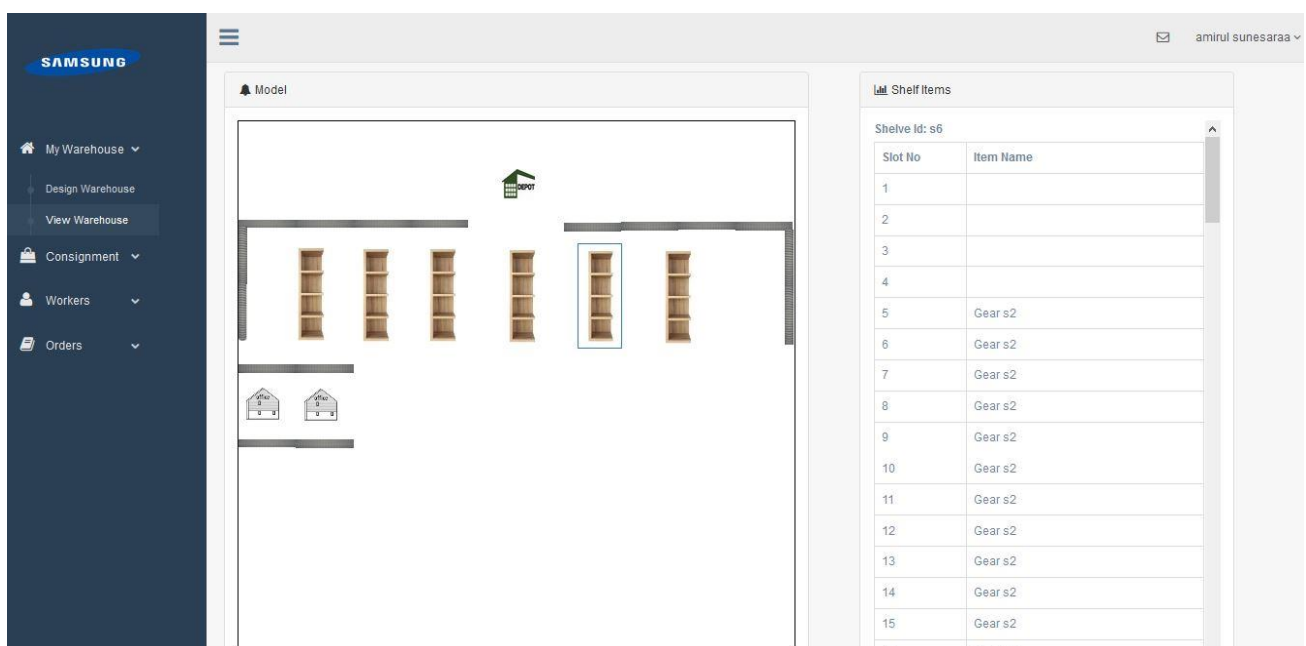 SAMSUNG
amirul sunesaraa
My Warehouse
Design Warehouse
View Warehouse
Consignment
Workers
Orders
Model
DEPOT
office
office
Shelf Items
Shelve Id: s6
Slot No Item Name
1
2
3
4
5 Gear s2
6 Gear s2
7 Gear s2
8 Gear s2
9 Gear s2
10 Gear s2
11 Gear s2
12 Gear s2
13 Gear s2
14 Gear s2
15 Gear s2